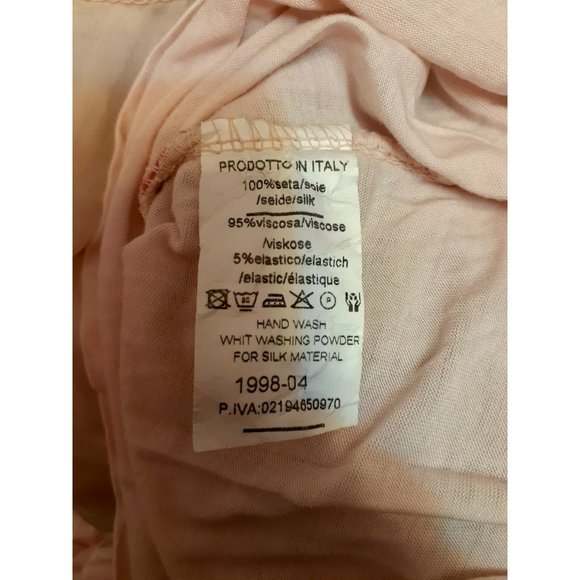 PRODOTTO IN ITALY
100%seta/soie
/seide/silk
95%viscosa/viscose
/viskose
5%elastico/elastich
/elastic/élastique
30 P
HAND WASH
WHIT WASHING POWDER
FOR SILK MATERIAL
1998-04
P.IVA:02194650970